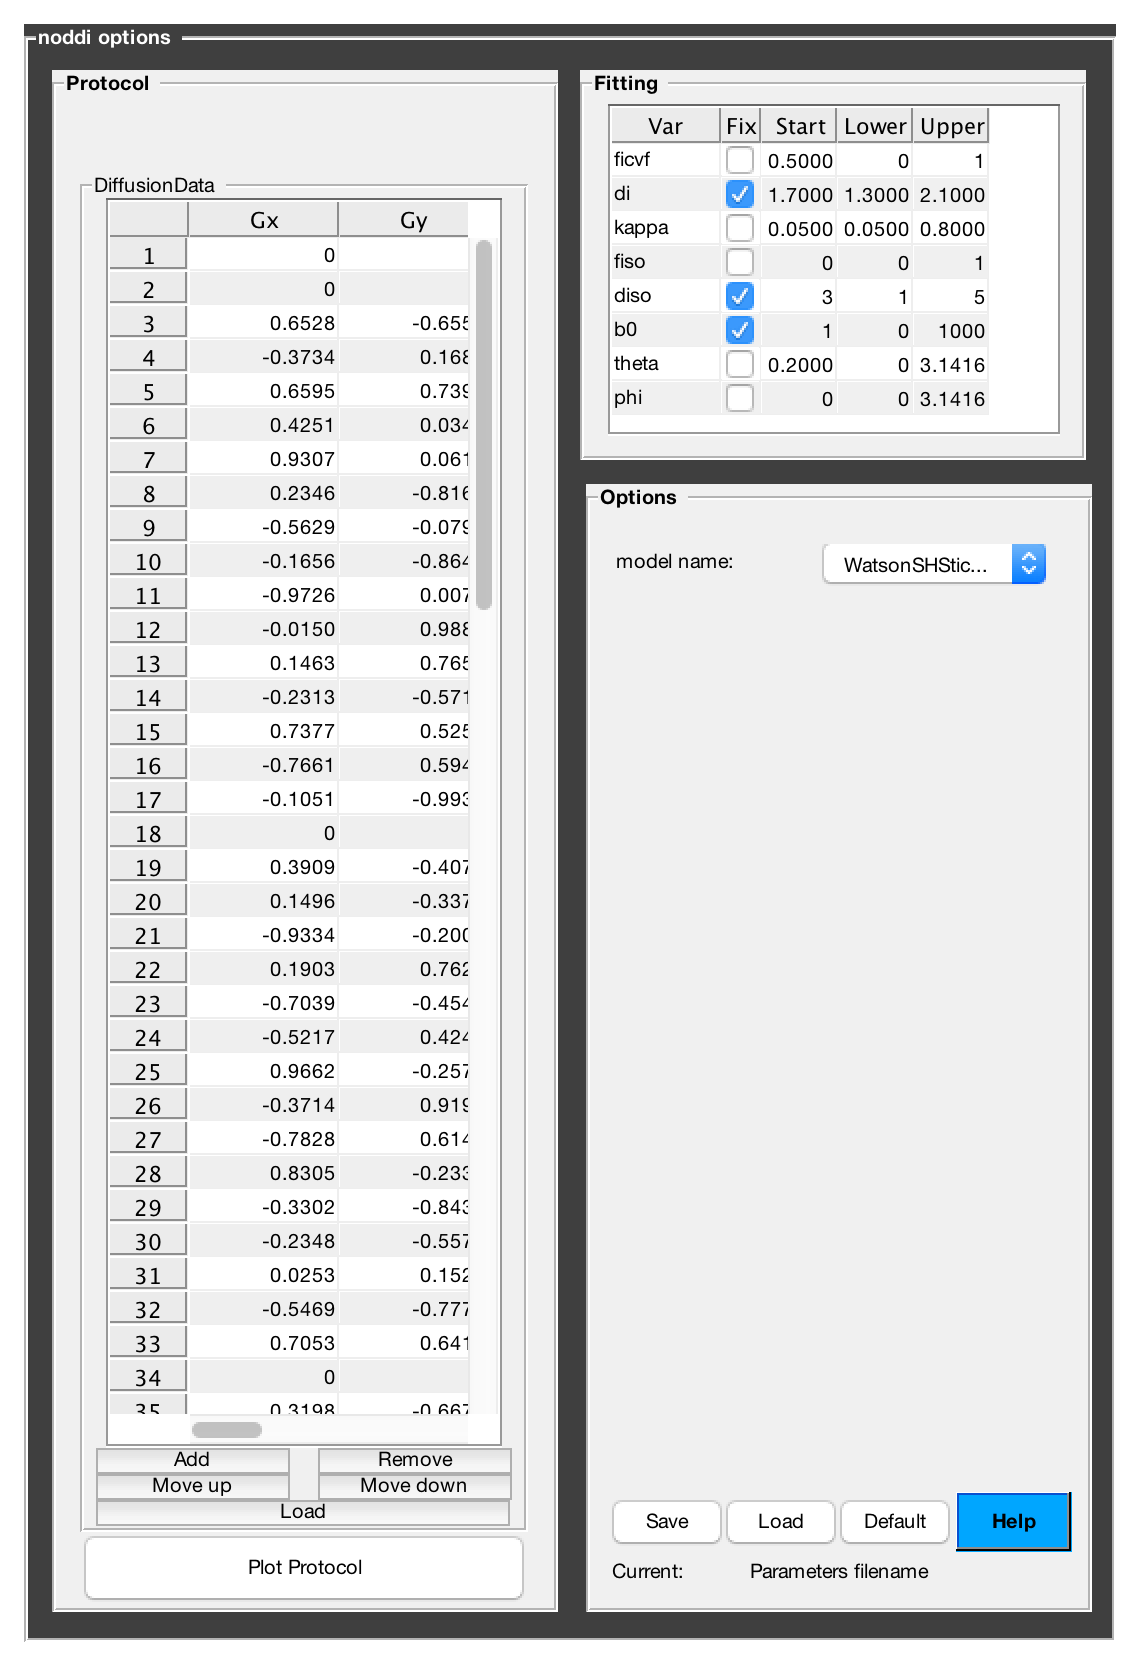 noddi options
Protocol
DiffusionData
Gx Gy
1 0
2 0
3 0.6528 -0.655
4 -0.3734 0.168
5 0.6595 0.739
6 0.4251 0.034
7 0.9307 0.061
8 0.2346 -0.816
9 -0.5629 -0.079
10 -0.1656 -0.864
11 -0.9726 0.007
12 -0.0150 0.988
13 0.1463 0.765
14 -0.2313 -0.571
15 0.7377 0.525
16 -0.7661 0.594
17 -0.1051 -0.993
18 0
19 0.3909 -0.407
20 0.1496 -0.337
21 -0.9334 -0.200
22 0.1903 0.762
23 -0.7039 -0.454
24 -0.5217 0.424
25 0.9662 -0.257
26 -0.3714 0.919
27 -0.7828 0.614
28 0.8305 -0.233
29 -0.3302 -0.843
30 -0.2348 -0.557
31 0.0253 0.152
32 -0.5469 -0.777
33 0.7053 0.641
34 0
35 0.3198 -0.667
Add Remove
Move up Move down
Load
Plot Protocol
Fitting
Var Fix Start Lower Upper
ficvf 0.5000 0 1
di 1.7000 1.3000 2.1000
kappa 0.0500 0.0500 0.8000
fiso 0 0 1
diso 3 1 5
b0 1 0 1000
theta 0.2000 0 3.1416
phi 0 0 3.1416
Options
model name: WatsonSHStic...
Save Load Default Help
Current: Parameters filename